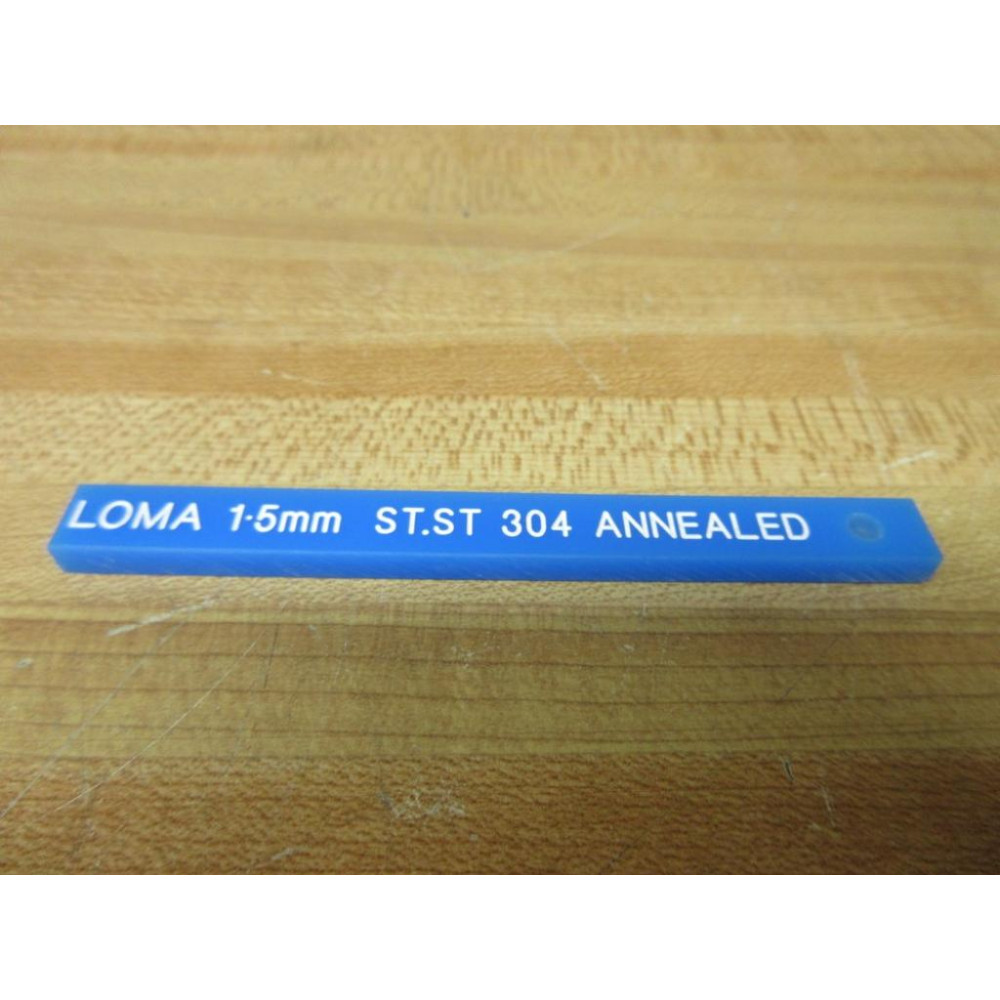 LOMA 1·5mm ST.ST 304 ANNEALED